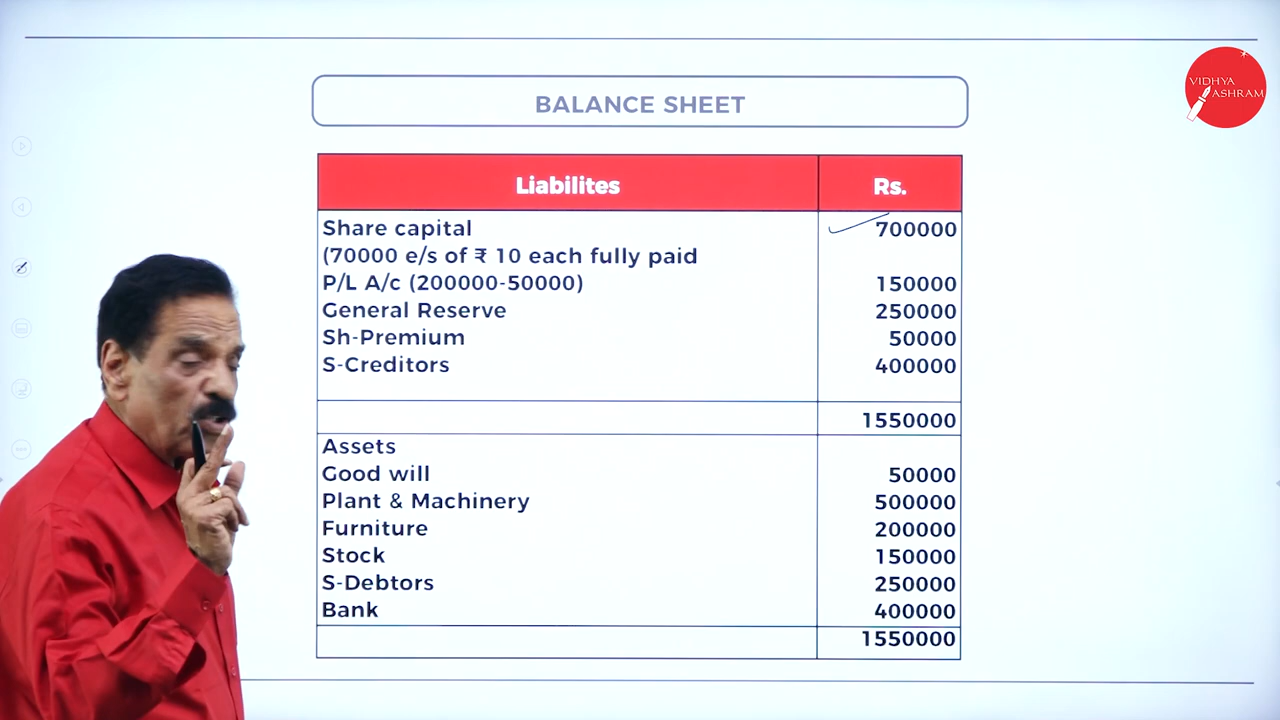 VIDHYA
ASHRAM
BALANCE SHEET
Liabilites Rs.
Share capital 700000
(70000 e/s of ₹ 10 each fully paid
P/L A/c (200000-50000) 150000
General Reserve 250000
Sh-Premium 50000
S-Creditors 400000
1550000
Assets
Good will 50000
Plant & Machinery 500000
Furniture 200000
Stock 150000
S-Debtors 250000
Bank 400000
1550000